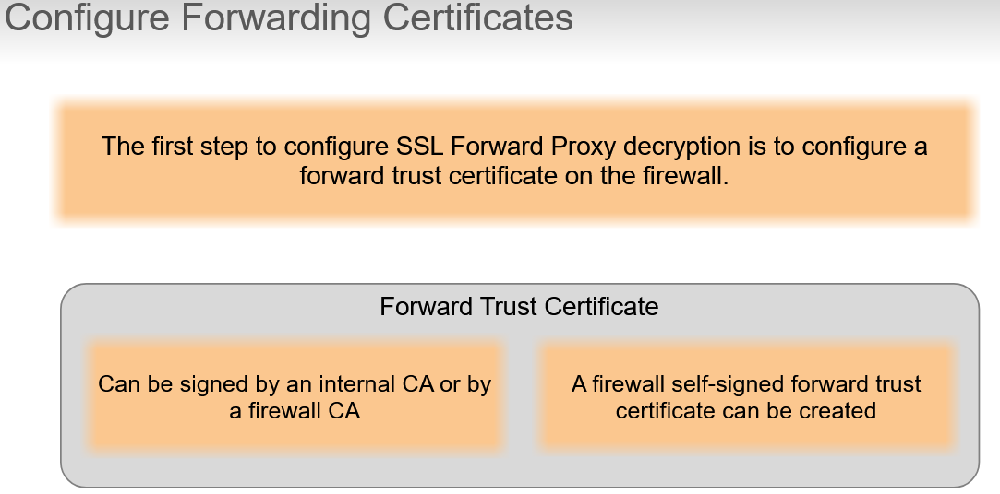 Configure Forwarding Certificates
The first step to configure SSL Forward Proxy decryption is to configure a
forward trust certificate on the firewall.
Forward Trust Certificate
Can be signed by an internal CA or by
a firewall CA
A firewall self-signed forward trust
certificate can be created